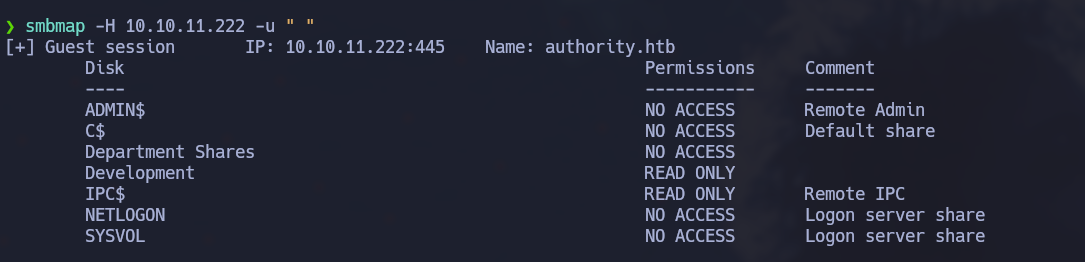 ❯ smbmap -H 10.10.11.222 -u " "
[+] Guest session       IP: 10.10.11.222:445    Name: authority.htb
        Disk                                                    Permissions     Comment
        ----                                                    -----------     -------
        ADMIN$                                                  NO ACCESS       Remote Admin
        C$                                                      NO ACCESS       Default share
        Department Shares                                       NO ACCESS
        Development                                             READ ONLY
        IPC$                                                    READ ONLY       Remote IPC
        NETLOGON                                                NO ACCESS       Logon server share
        SYSVOL                                                  NO ACCESS       Logon server share